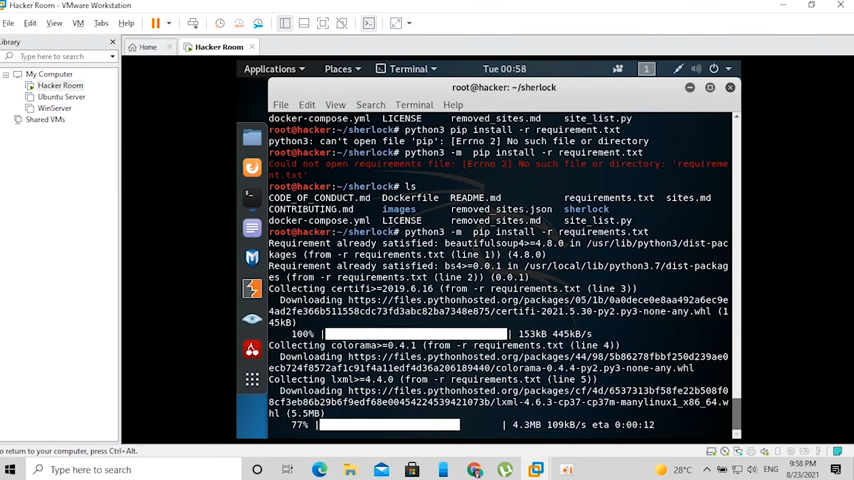 Hacker Room - VMware Workstation
File Edit View VM Tabs Help
Library
Type here to search
My Computer
Hacker Room
Ubuntu Server
WinServer
Shared VMs
Home Hacker Room
Applications Places Terminal Tue 00:58 1
root@hacker: ~/sherlock
File Edit View Search Terminal Help
docker-compose.yml LICENSE removed_sites.md site_list.py
root@hacker:~/sherlock# python3 pip install -r requirement.txt
python3: can't open file 'pip': [Errno 2] No such file or directory
root@hacker:~/sherlock# python3 -m  pip install -r requirement.txt
Could not open requirements file: [Errno 2] No such file or directory: 'requireme
nt.txt'
root@hacker:~/sherlock# ls
CODE_OF_CONDUCT.md Dockerfile README.md requirements.txt sites.md
CONTRIBUTING.md images removed_sites.json sherlock
docker-compose.yml LICENSE removed_sites.md site_list.py
root@hacker:~/sherlock# python3 -m  pip install -r requirements.txt
Requirement already satisfied: beautifulsoup4>=4.8.0 in /usr/lib/python3/dist-pac
kages (from -r requirements.txt (line 1)) (4.8.0)
Requirement already satisfied: bs4>=0.0.1 in /usr/local/lib/python3.7/dist-packag
es (from -r requirements.txt (line 2)) (0.0.1)
Collecting certifi>=2019.6.16 (from -r requirements.txt (line 3))
Downloading https://files.pythonhosted.org/packages/05/1b/0a0dece0e8aa492a6ec9e
4ad2fe366b511558cdc73fd3abc82ba7348e875/certifi-2021.5.30-py2.py3-none-any.whl (1
45kB)
100% | | 153kB 445kB/s
Collecting colorama>=0.4.1 (from -r requirements.txt (line 4))
Downloading https://files.pythonhosted.org/packages/44/98/5b86278fbbf250d239ae0
ecb724f8572af1c91f4a11edf4d36a206189440/colorama-0.4.4-py2.py3-none-any.whl
Collecting lxml>=4.4.0 (from -r requirements.txt (line 5))
Downloading https://files.pythonhosted.org/packages/cf/4d/6537313bf58fe22b508f0
8cf3eb86b29b6f9edf68e00454224539421073b/lxml-4.6.3-cp37-cp37m-manylinux1_x86_64.w
hl (5.5MB)
77% | | 4.3MB 109kB/s eta 0:00:12
To return to your computer, press Ctrl+Alt.
Type here to search
28°C ENG 9:58 PM
8/23/2021